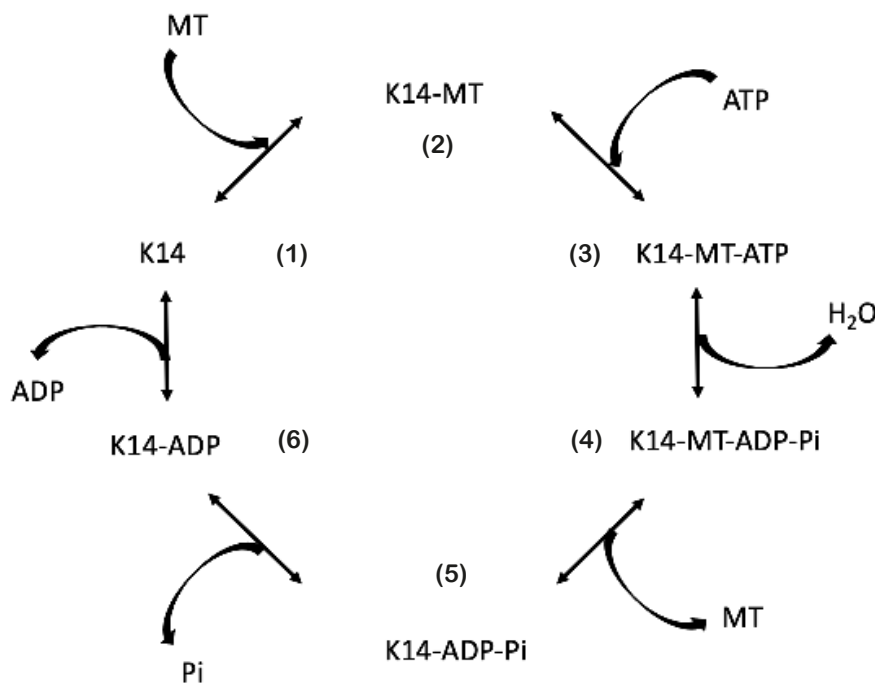 MT
K14-MT
ATP
(2)
K14 (1) (3) K14-MT-ATP
H₂O
ADP
K14-ADP (6) (4) K14-MT-ADP-Pi
(5)
MT
Pi K14-ADP-Pi